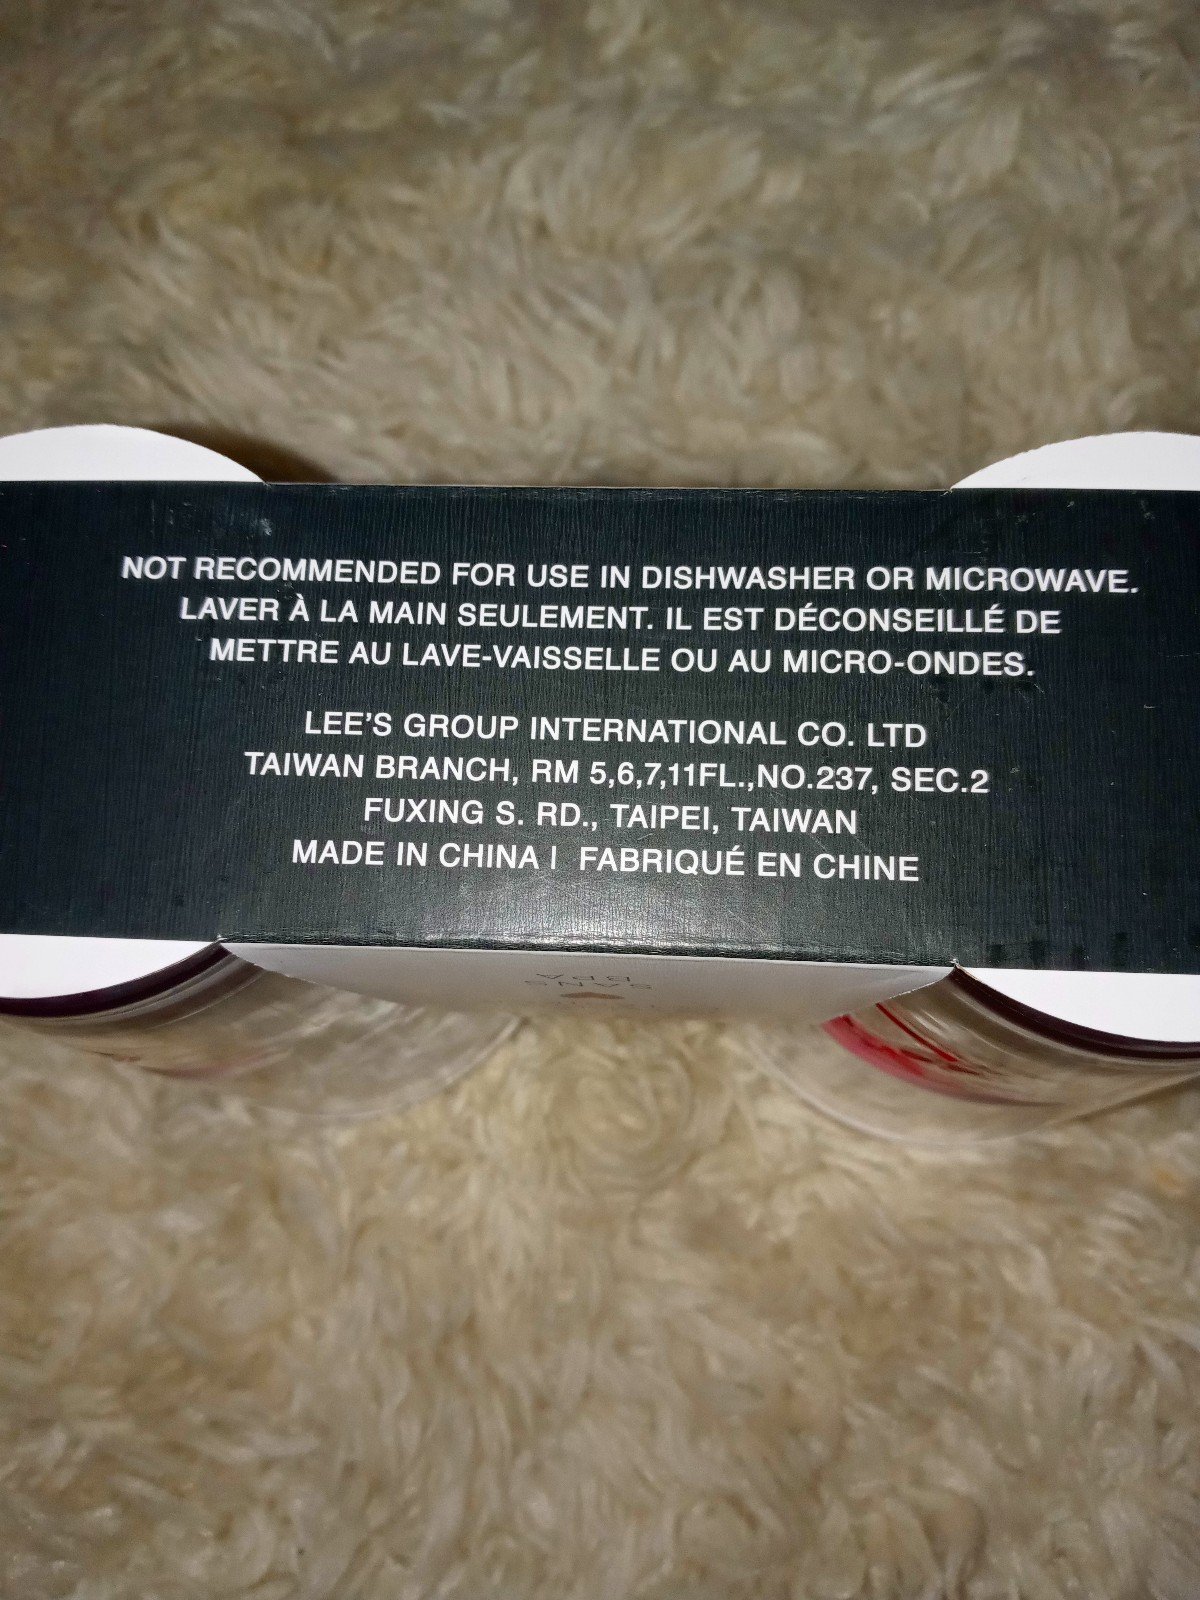 NOT RECOMMENDED FOR USE IN DISHWASHER OR MICROWAVE.
LAVER À LA MAIN SEULEMENT. IL EST DÉCONSEILLÉ DE
METTRE AU LAVE-VAISSELLE OU AU MICRO-ONDES.
LEE'S GROUP INTERNATIONAL CO. LTD
TAIWAN BRANCH, RM 5,6,7,11FL.,NO.237, SEC.2
FUXING S. RD., TAIPEI, TAIWAN
MADE IN CHINA | FABRIQUÉ EN CHINE
SANS
BPA